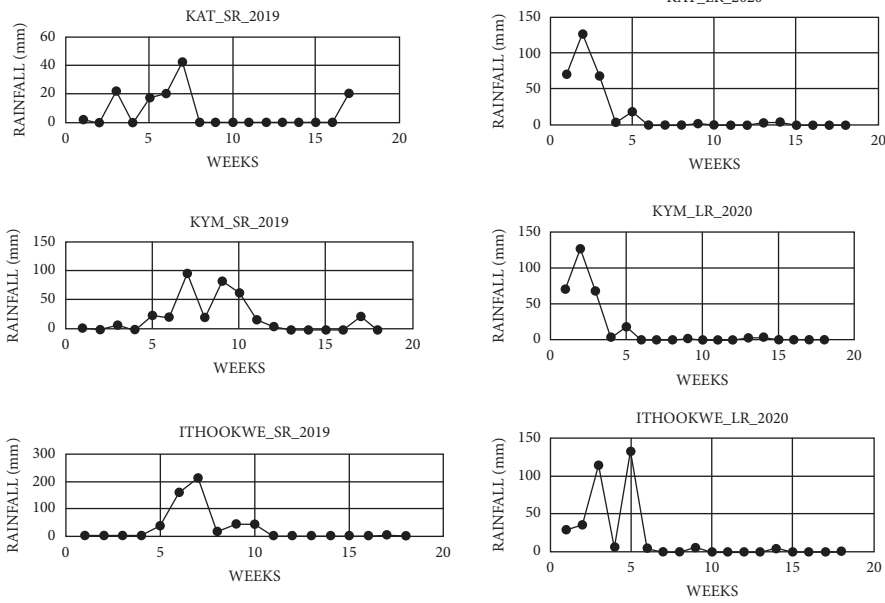 KAT_SR_2019
RAINFALL (mm)
60
40
20
0
0 5 10 15 20
WEEKS
KAT_LR_2020
RAINFALL (mm)
150
100
50
0
0 5 10 15 20
WEEKS
KYM_SR_2019
RAINFALL (mm)
150
100
50
0
0 5 10 15 20
WEEKS
KYM_LR_2020
RAINFALL (mm)
150
100
50
0
0 5 10 15 20
WEEKS
ITHOOKWE_SR_2019
RAINFALL (mm)
300
200
100
0
0 5 10 15 20
WEEKS
ITHOOKWE_LR_2020
RAINFALL (mm)
150
100
50
0
0 5 10 15 20
WEEKS